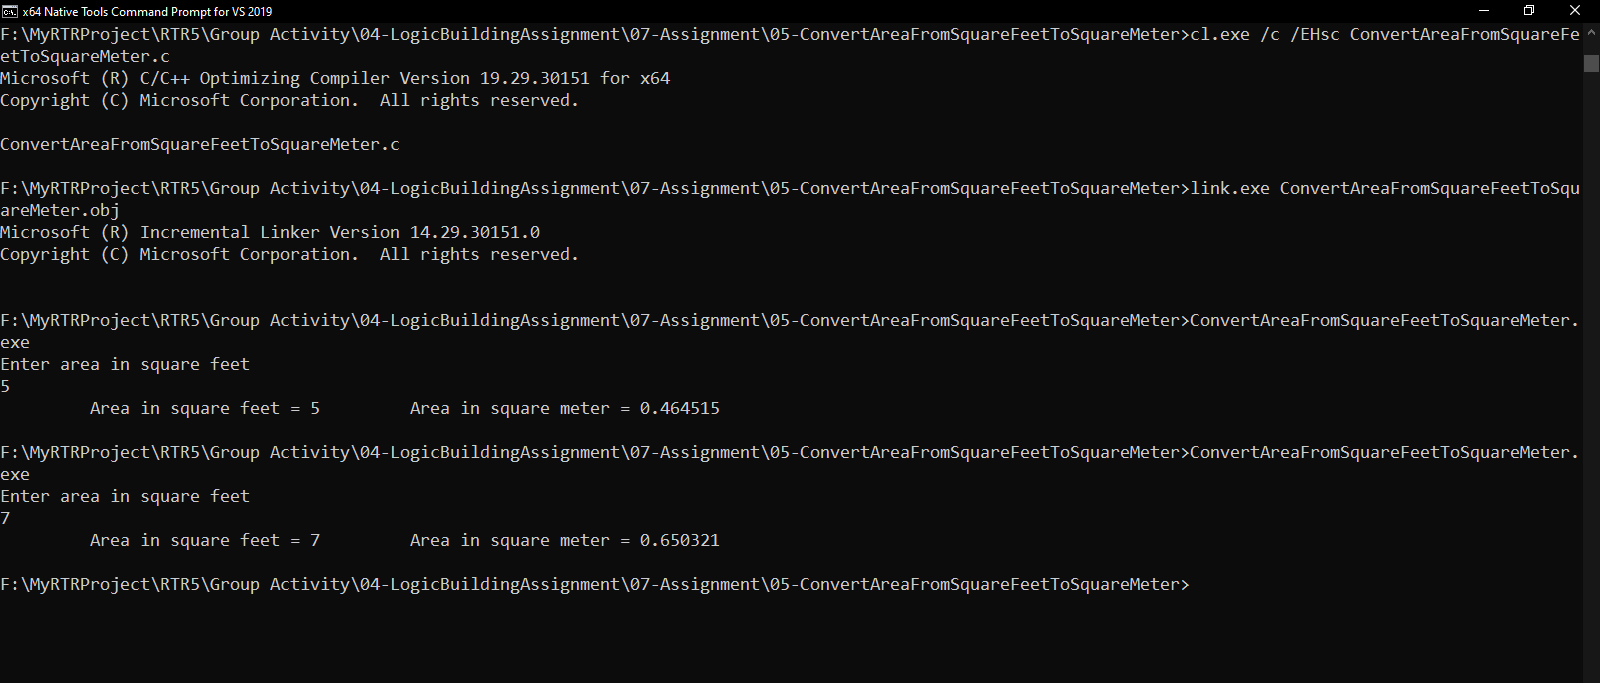 x64 Native Tools Command Prompt for VS 2019
F:\MyRTRProject\RTR5\Group Activity\04-LogicBuildingAssignment\07-Assignment\05-ConvertAreaFromSquareFeetToSquareMeter>cl.exe /c /EHsc ConvertAreaFromSquareFe
etToSquareMeter.c
Microsoft (R) C/C++ Optimizing Compiler Version 19.29.30151 for x64
Copyright (C) Microsoft Corporation.  All rights reserved.
ConvertAreaFromSquareFeetToSquareMeter.c
F:\MyRTRProject\RTR5\Group Activity\04-LogicBuildingAssignment\07-Assignment\05-ConvertAreaFromSquareFeetToSquareMeter>link.exe ConvertAreaFromSquareFeetToSqu
areMeter.obj
Microsoft (R) Incremental Linker Version 14.29.30151.0
Copyright (C) Microsoft Corporation.  All rights reserved.
F:\MyRTRProject\RTR5\Group Activity\04-LogicBuildingAssignment\07-Assignment\05-ConvertAreaFromSquareFeetToSquareMeter>ConvertAreaFromSquareFeetToSquareMeter.
exe
Enter area in square feet
5
Area in square feet = 5         Area in square meter = 0.464515
F:\MyRTRProject\RTR5\Group Activity\04-LogicBuildingAssignment\07-Assignment\05-ConvertAreaFromSquareFeetToSquareMeter>ConvertAreaFromSquareFeetToSquareMeter.
exe
Enter area in square feet
7
Area in square feet = 7         Area in square meter = 0.650321
F:\MyRTRProject\RTR5\Group Activity\04-LogicBuildingAssignment\07-Assignment\05-ConvertAreaFromSquareFeetToSquareMeter>